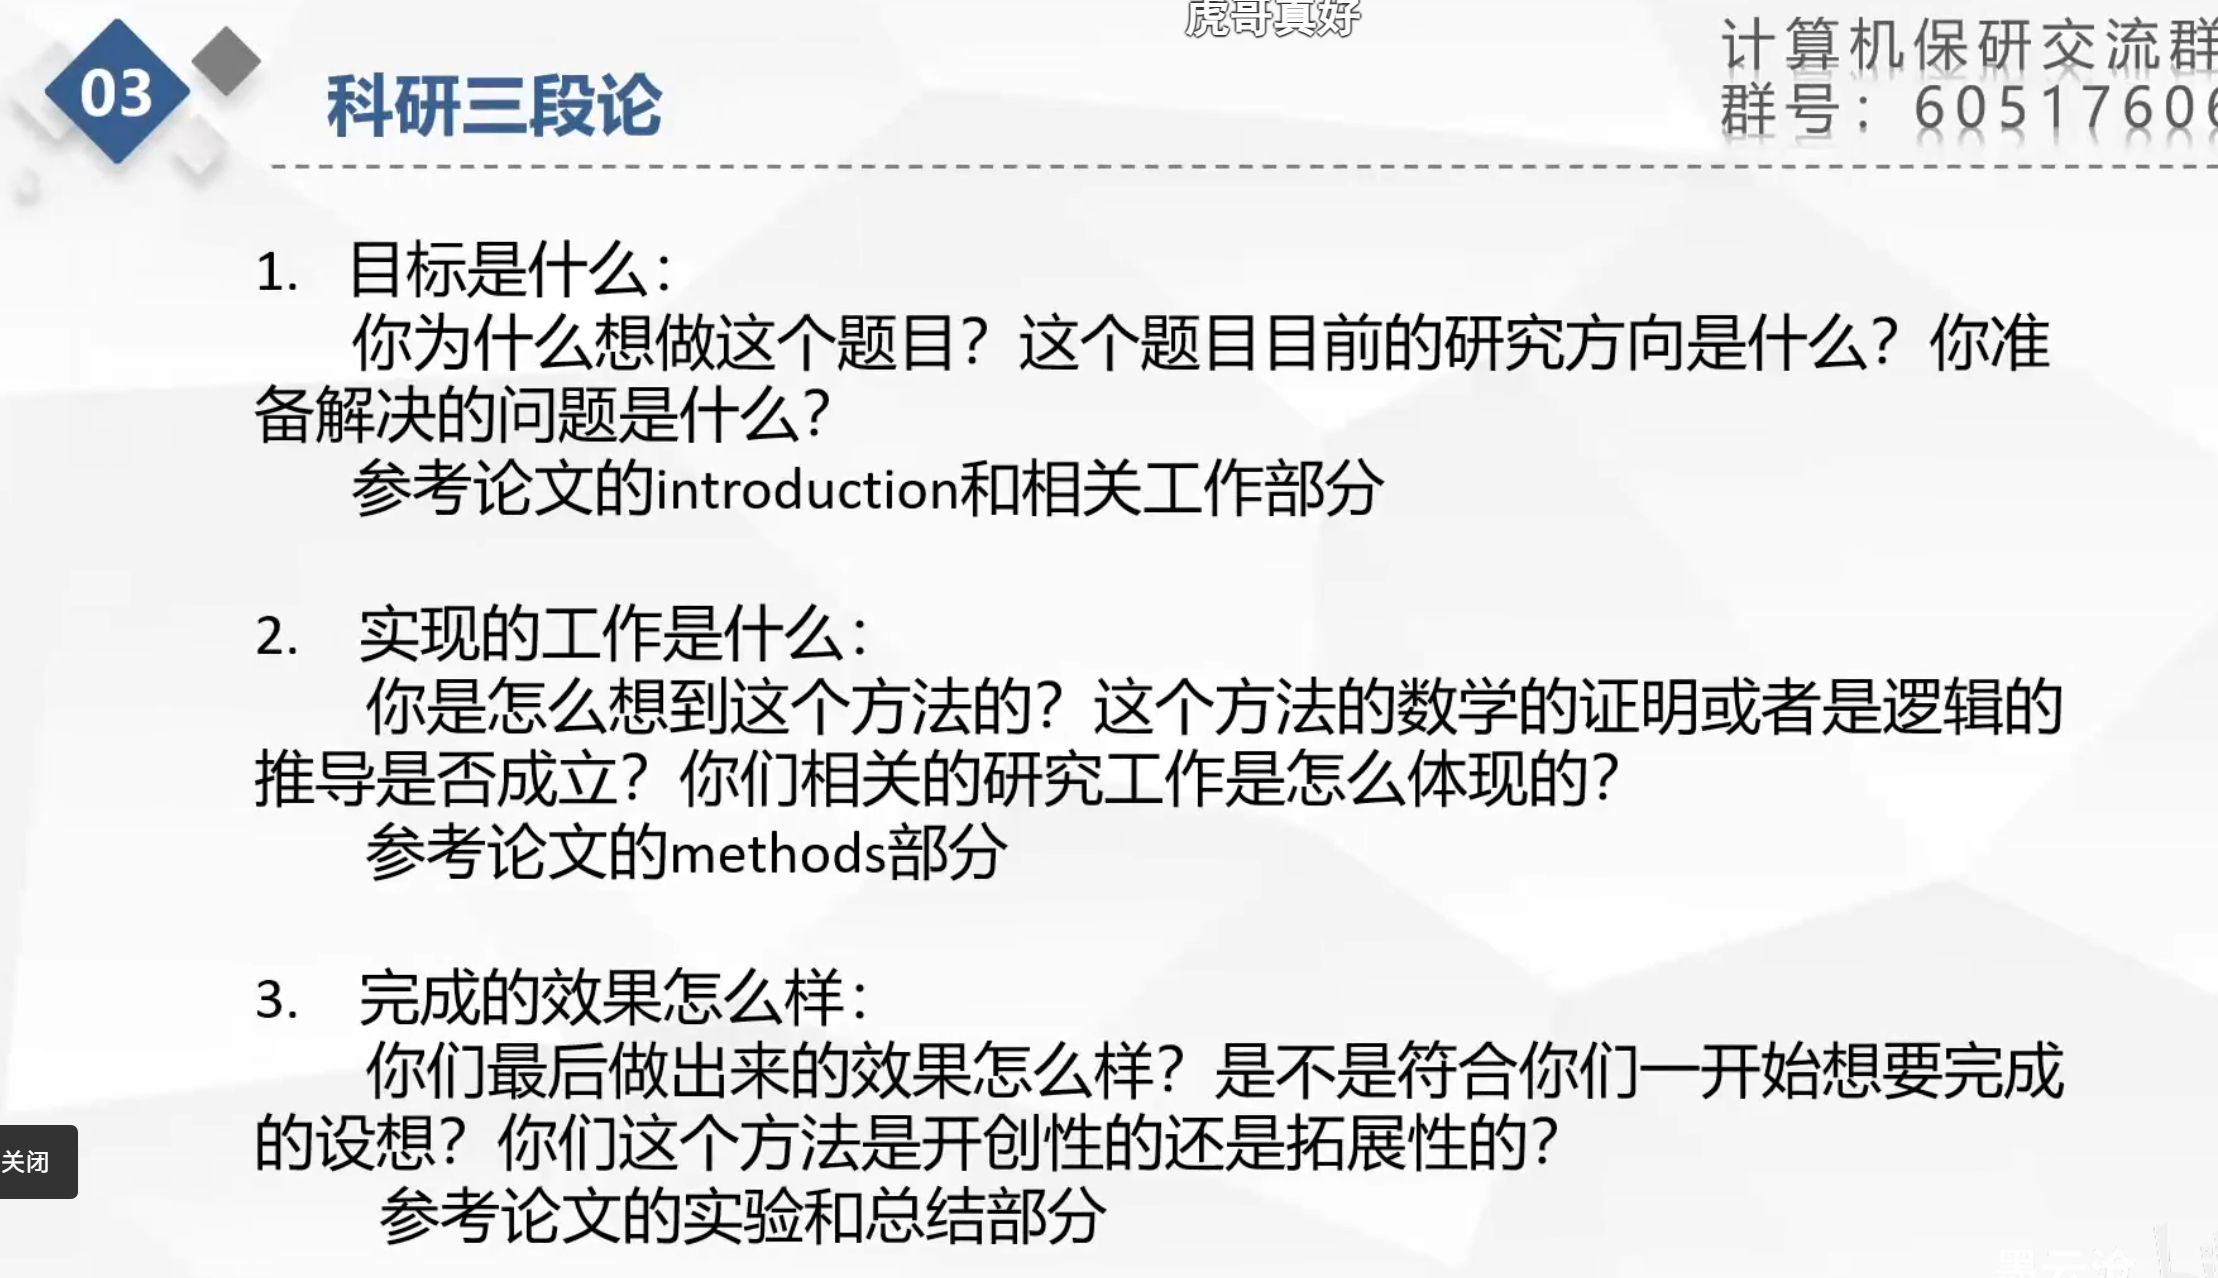 虎哥真好
计算机保研交流群
03
科研三段论
群号：6051760
1. 目标是什么：
你为什么想做这个题目？这个题目目前的研究方向是什么？你准
备解决的问题是什么？
参考论文的introduction和相关工作部分
2. 实现的工作是什么：
你是怎么想到这个方法的？这个方法的数学的证明或者是逻辑的
推导是否成立？你们相关的研究工作是怎么体现的？
参考论文的methods部分
3. 完成的效果怎么样：
你们最后做出来的效果怎么样？是不是符合你们一开始想要完成
的设想？你们这个方法是开创性的还是拓展性的？
关闭
参考论文的实验和总结部分